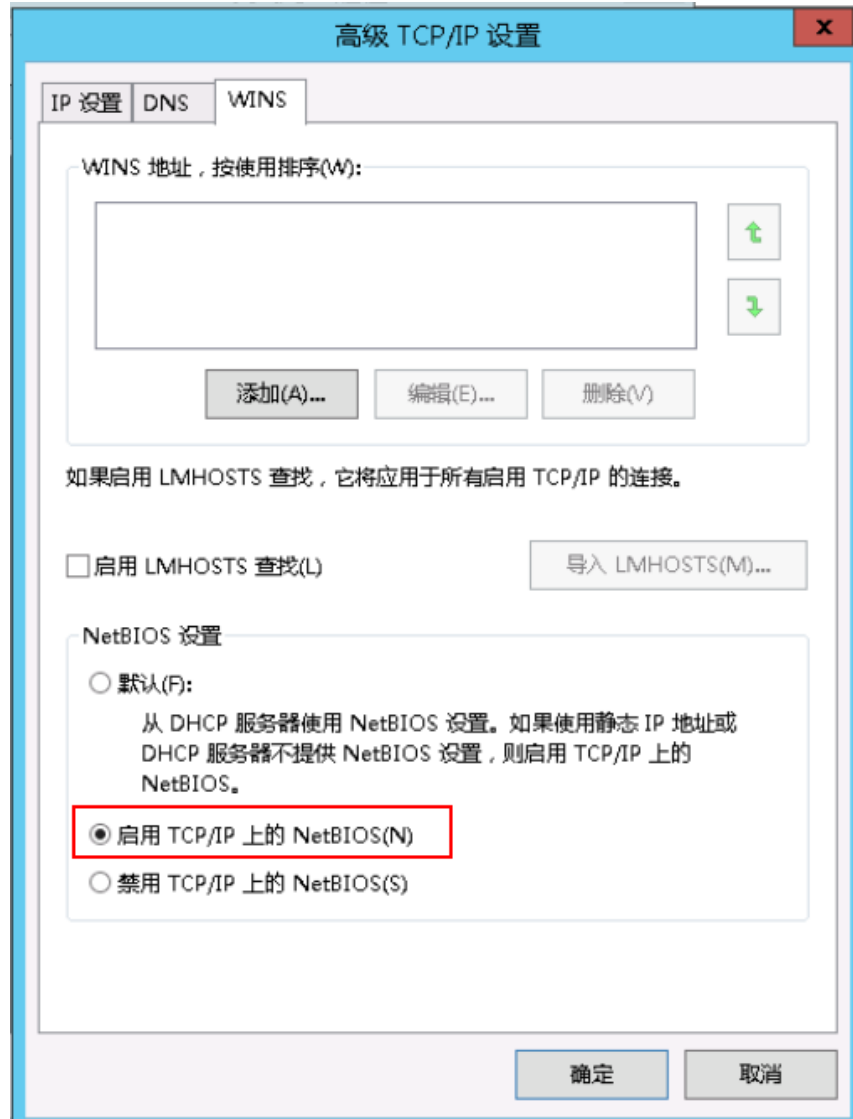 高级 TCP/IP 设置
x
IP 设置 DNS WINS
WINS 地址，按使用排序(W):
添加(A)... 编辑(E)... 删除(V)
如果启用 LMHOSTS 查找，它将应用于所有启用 TCP/IP 的连接。
启用 LMHOSTS 查找(L) 导入 LMHOSTS(M)...
NetBIOS 设置
默认(F):
从 DHCP 服务器使用 NetBIOS 设置。如果使用静态 IP 地址或
DHCP 服务器不提供 NetBIOS 设置，则启用 TCP/IP 上的
NetBIOS。
启用 TCP/IP 上的 NetBIOS(N)
禁用 TCP/IP 上的 NetBIOS(S)
确定 取消